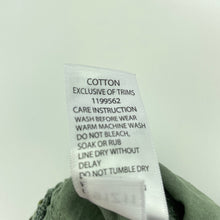 COTTON
EXCLUSIVE OF TRIMS
1199562
CARE INSTRUCTION
WASH BEFORE WEAR
WARM MACHINE WASH
DO NOT BLEACH,
SOAK OR RUB
LINE DRY WITHOUT
DELAY
DO NOT TUMBLE DRY